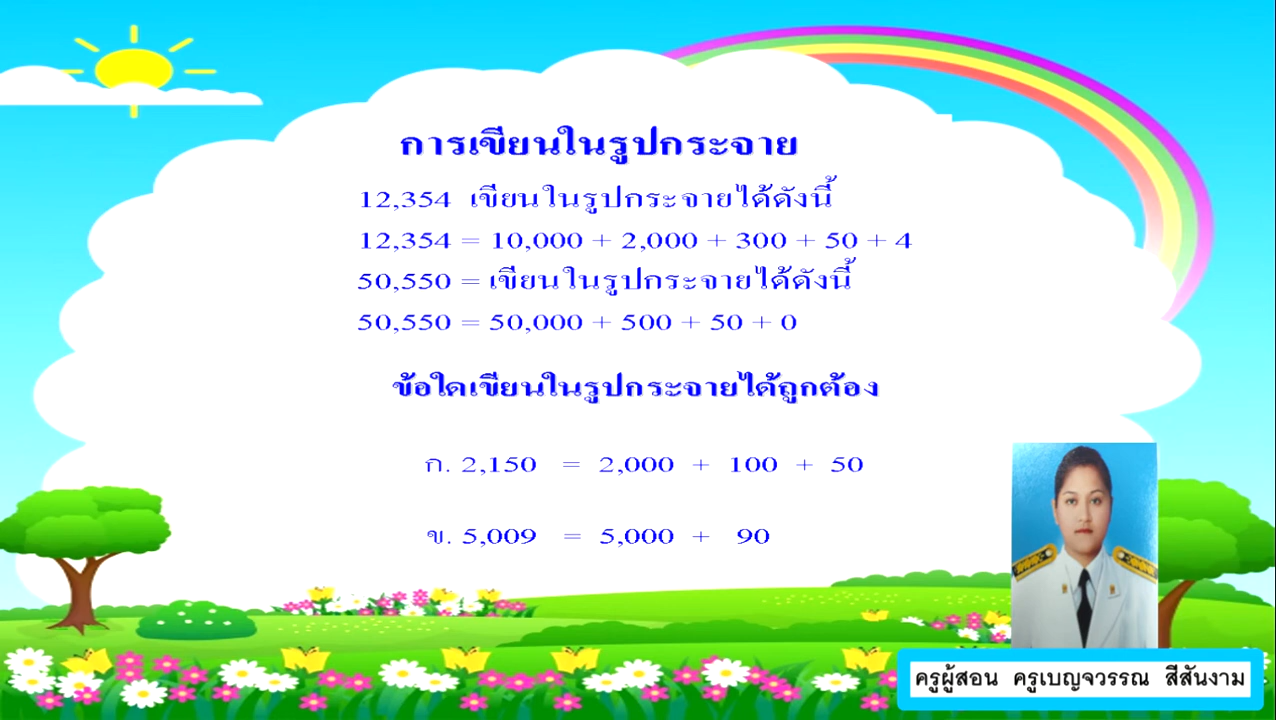 การเขียนในรูปกระจาย
12,354 เขียนในรูปกระจายได้ดังนี้
12,354 = 10,000 + 2,000 + 300 + 50 + 4
50,550 = เขียนในรูปกระจายได้ดังนี้
50,550 = 50,000 + 500 + 50 + 0
ข้อใดเขียนในรูปกระจายได้ถูกต้อง
ก. 2,150 = 2,000 + 100 + 50
ข. 5,009 = 5,000 + 90
ครูผู้สอน ครูเบญจวรรณ สีสันงาม